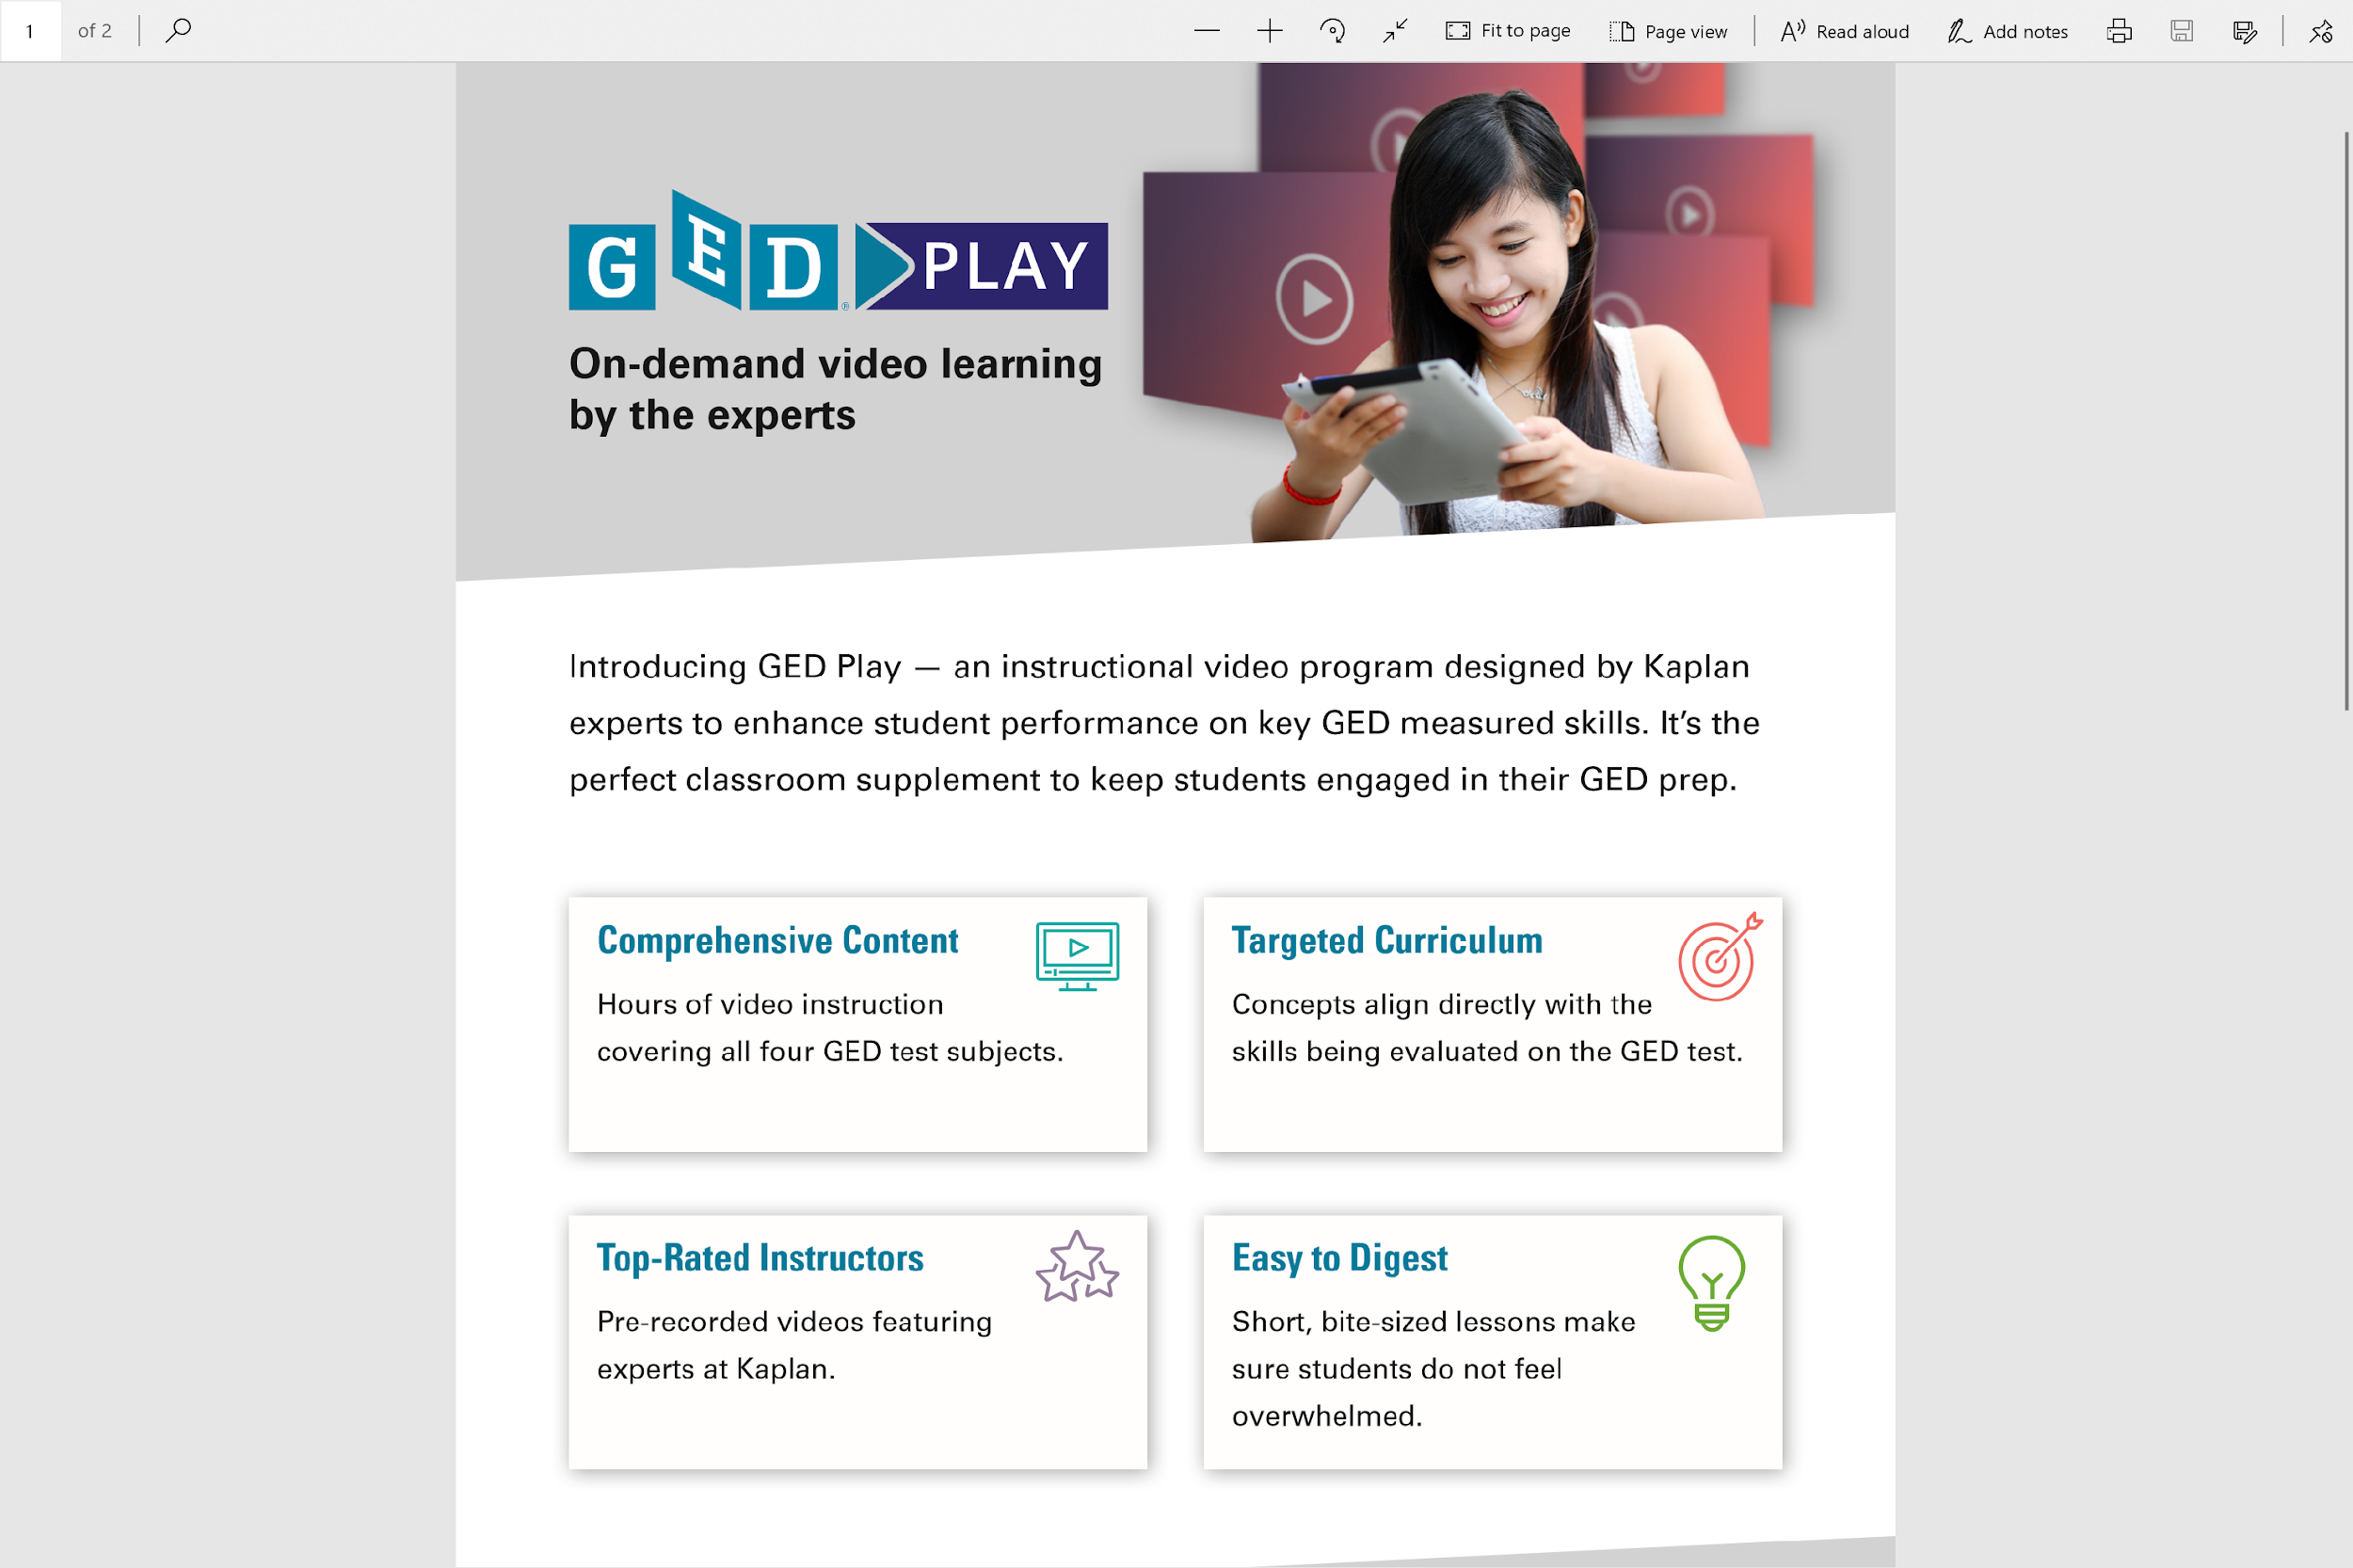 1 of 2 Fit to page Page view Read aloud Add notes
GED® PLAY
On-demand video learning
by the experts
Introducing GED Play — an instructional video program designed by Kaplan
experts to enhance student performance on key GED measured skills. It’s the
perfect classroom supplement to keep students engaged in their GED prep.
Comprehensive Content
Hours of video instruction
covering all four GED test subjects.
Targeted Curriculum
Concepts align directly with the
skills being evaluated on the GED test.
Top-Rated Instructors
Pre-recorded videos featuring
experts at Kaplan.
Easy to Digest
Short, bite-sized lessons make
sure students do not feel
overwhelmed.